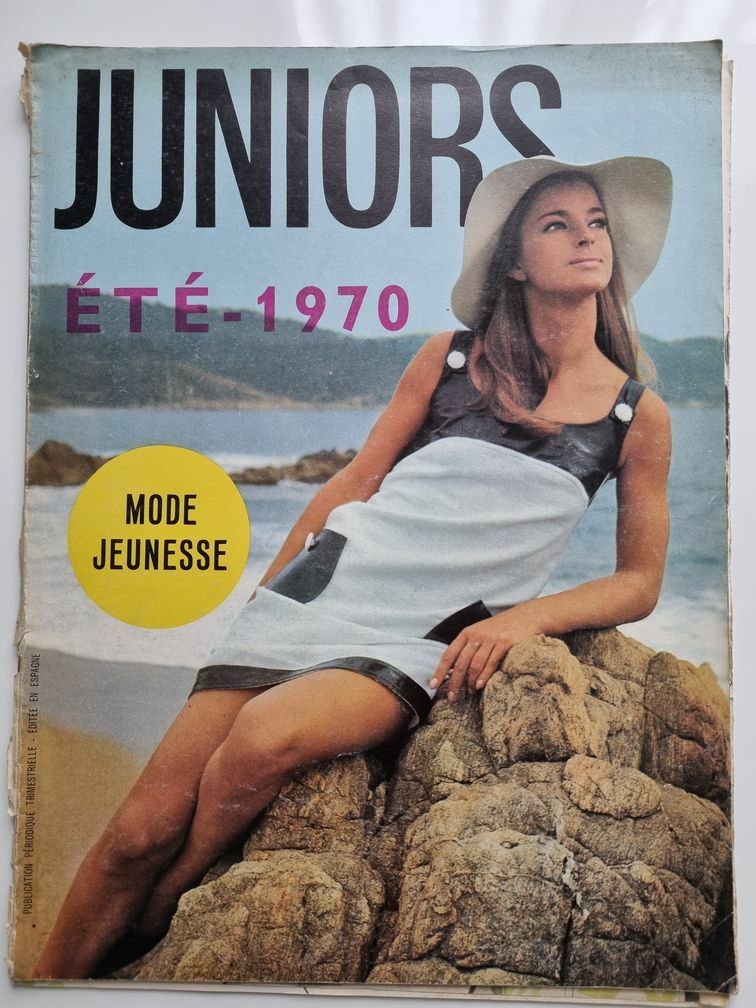 JUNIORS
ÉTÉ-1970
MODE
JEUNESSE
PUBLICATION PÉRIODIQUE TRIMESTRIELLE - ÉDITÉE EN ESPAGNE